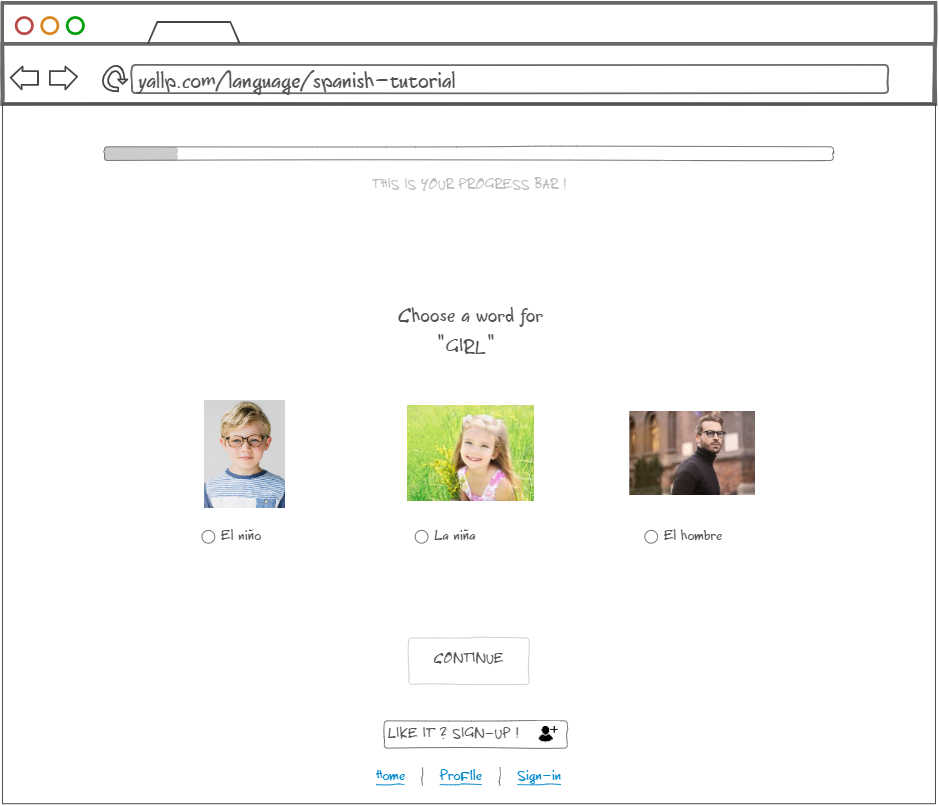 yallp.com/language/spanish-tutorial
THIS IS YOUR PROGRESS BAR !
Choose a word for
"GIRL"
El niño
La niña
El hombre
CONTINUE
LIKE IT ? SIGN-UP !
Home | ProfIle | Sign-in